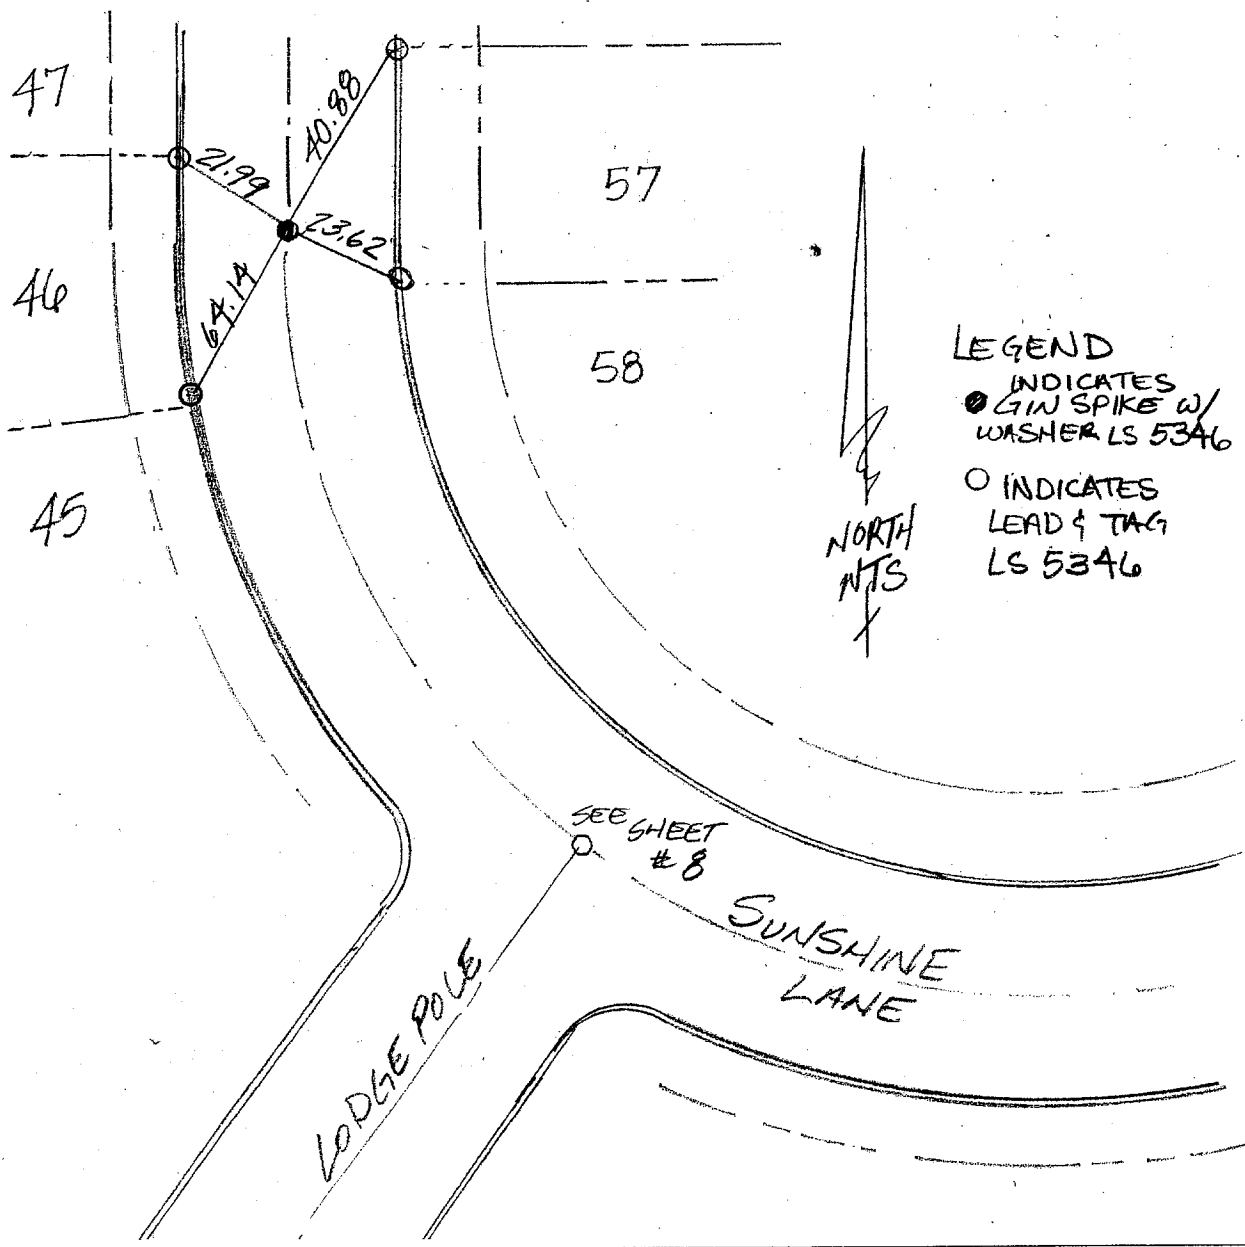 47
40.88
21.99
57
23.62
46
64.14
58
LEGEND
INDICATES
GIN SPIKE W/
WASHER LS 5346
45
INDICATES
LEAD & TAG
LS 5346
NORTH
NTS
SEE SHEET
# 8
SUNSHINE
LANE
LODGE POLE